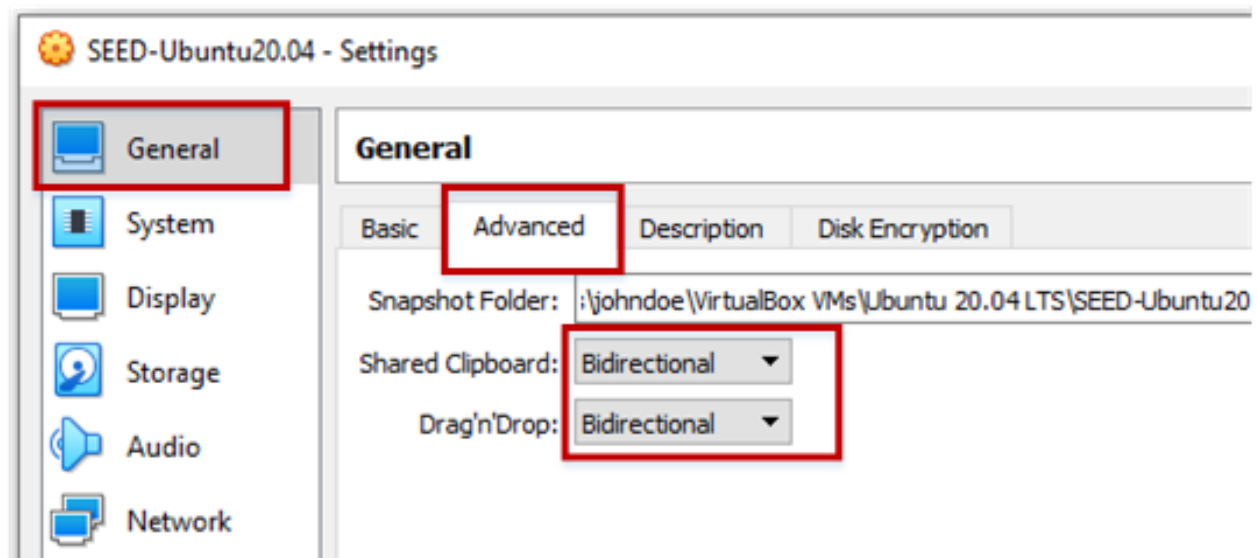 SEED-Ubuntu20.04 - Settings
General
System
Display
Storage
Audio
Network
General
Basic Advanced Description Disk Encryption
Snapshot Folder: :\johndoe\VirtualBox VMs\Ubuntu 20.04 LTS\SEED-Ubuntu20
Shared Clipboard: Bidirectional
Drag'n'Drop: Bidirectional